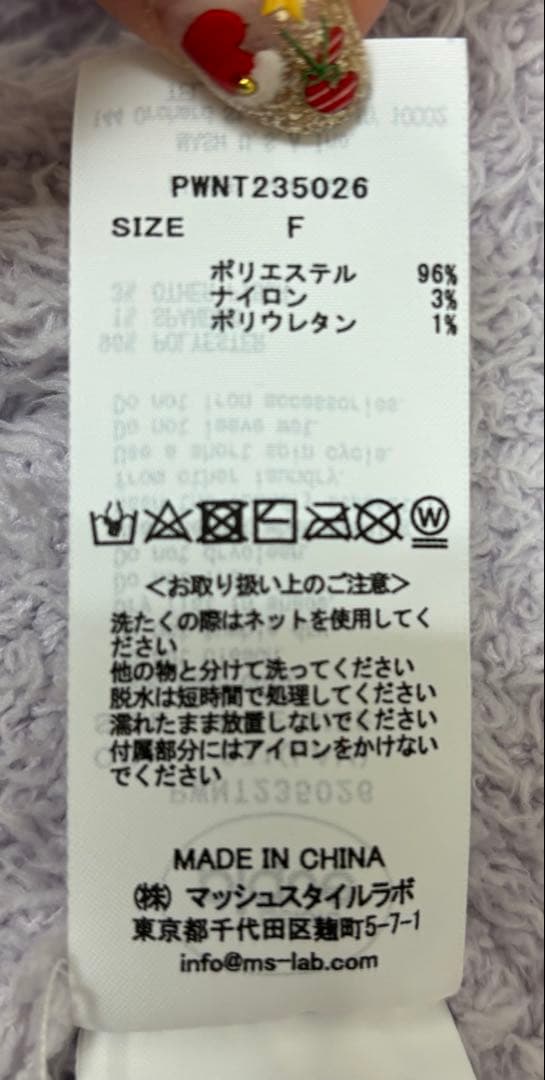 PWNT235026
SIZE F
ポリエステル 96%
ナイロン 3%
ポリウレタン 1%
W
<お取り扱い上のご注意>
洗たくの際はネットを使用してく
ださい
他の物と分けて洗ってください
脱水は短時間で処理してください
濡れたまま放置しないでください
付属部分にはアイロンをかけない
でください
MADE IN CHINA
(株) マッシュスタイルラボ
東京都千代田区麹町5-7-1
info@ms-lab.com